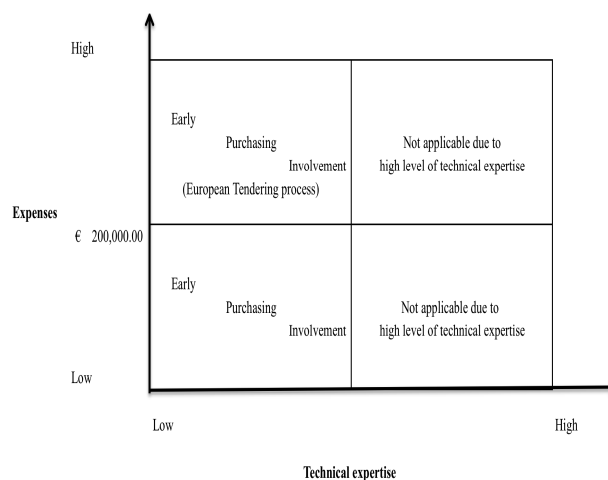 High
Early
Purchasing
Involvement
(European Tendering process)
Not applicable due to
high level of technical expertise
Expenses
€ 200,000.00
Early
Purchasing
Involvement
Not applicable due to
high level of technical expertise
Low
Low
High
Technical expertise